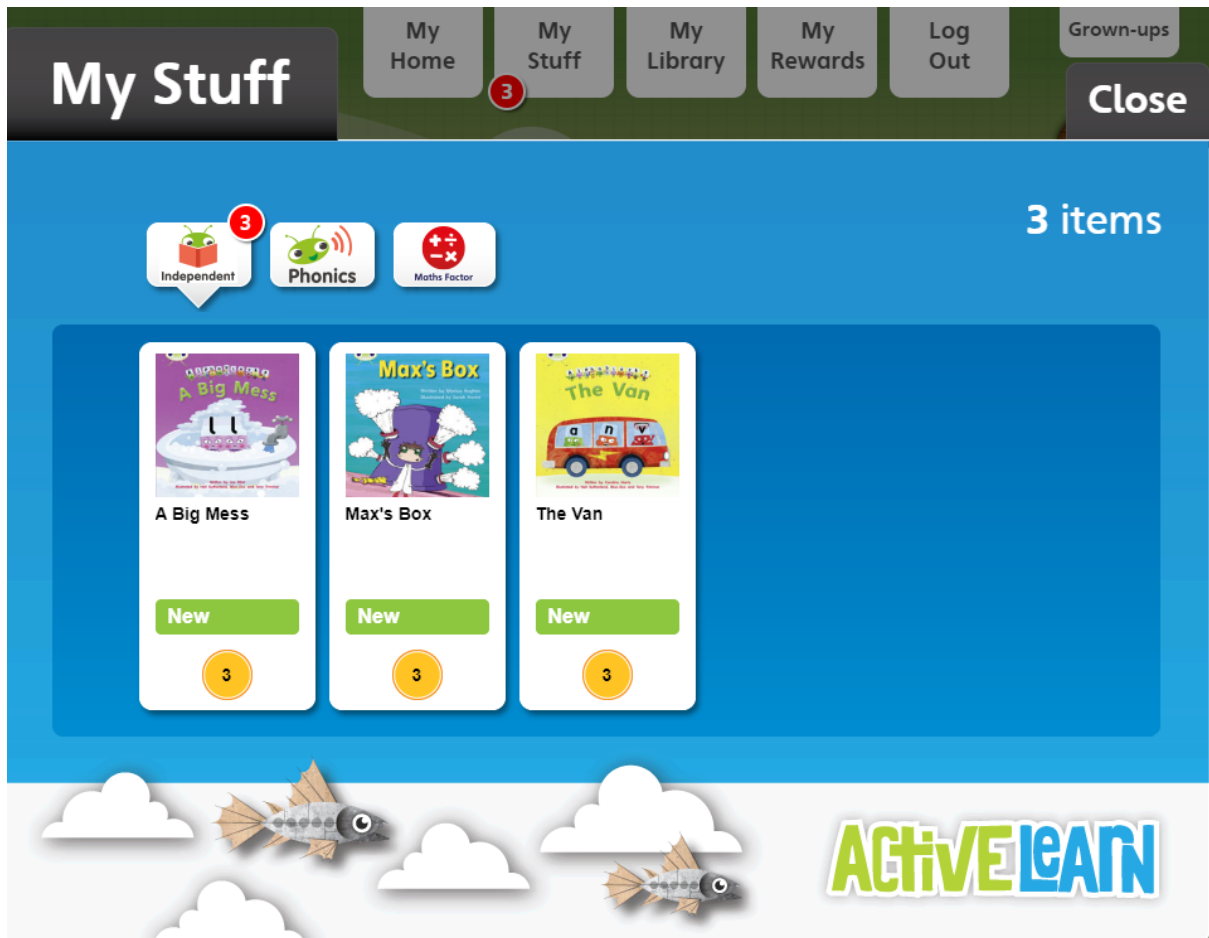 My Stuff
My Home
My Stuff
3
My Library
My Rewards
Log Out
Grown-ups
Close
3 items
Independent
3
Phonics
Maths Factor
A Big Mess
l l
Max's Box
The Van
a n v
A Big Mess
Max's Box
The Van
New
New
New
3
3
3
ACTIVE LEARN